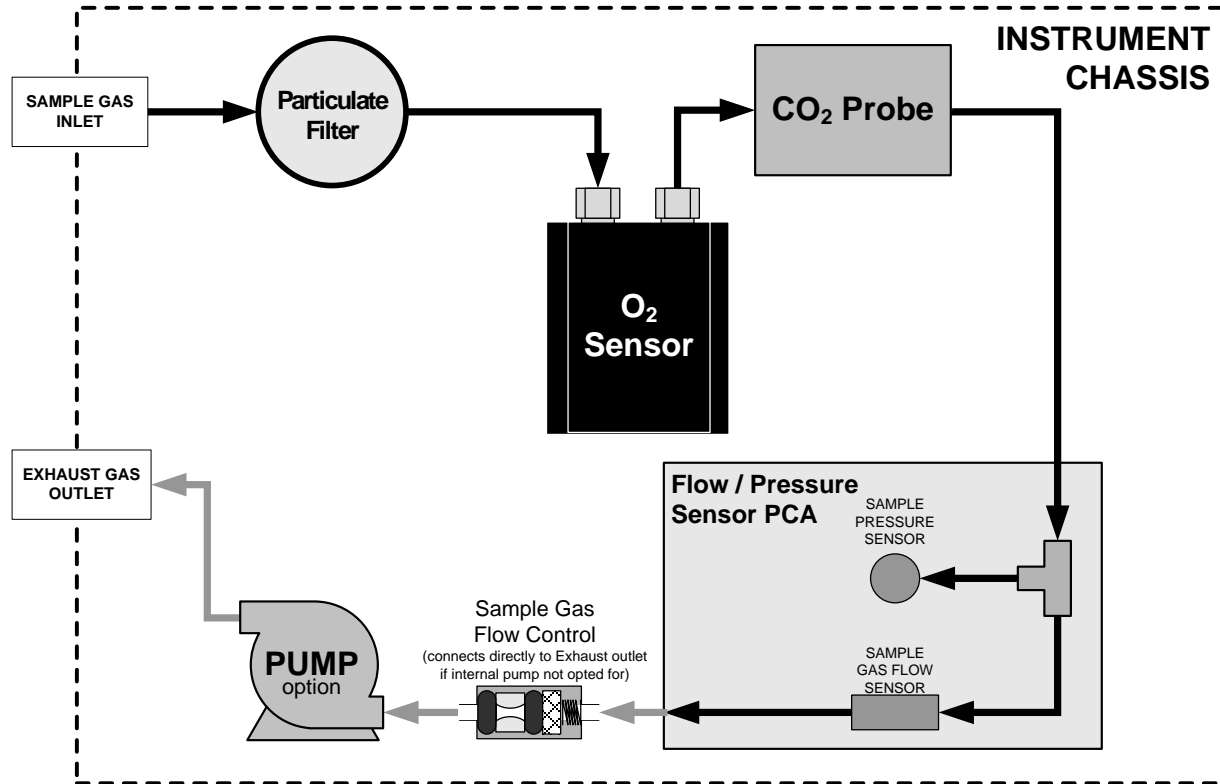 INSTRUMENT
CHASSIS
SAMPLE GAS
INLET
Particulate
Filter
CO₂ Probe
O₂
Sensor
EXHAUST GAS
OUTLET
Flow / Pressure
Sensor PCA
SAMPLE
PRESSURE
SENSOR
Sample Gas
Flow Control
(connects directly to Exhaust outlet
if internal pump not opted for)
PUMP
option
SAMPLE
GAS FLOW
SENSOR